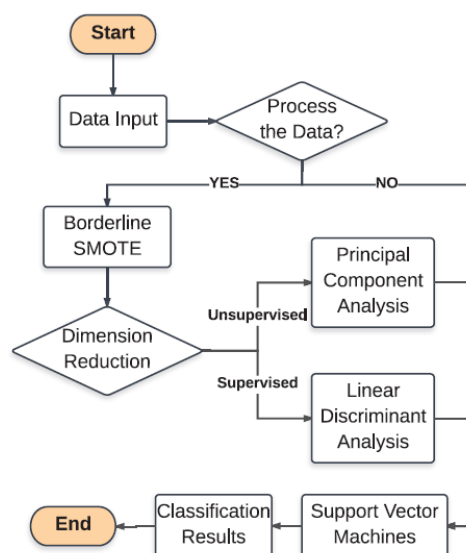 Start
Data Input
Process
the Data?
YES
NO
Borderline
SMOTE
Principal
Component
Analysis
Unsupervised
Dimension
Reduction
Supervised
Linear
Discriminant
Analysis
End
Classification
Results
Support Vector
Machines